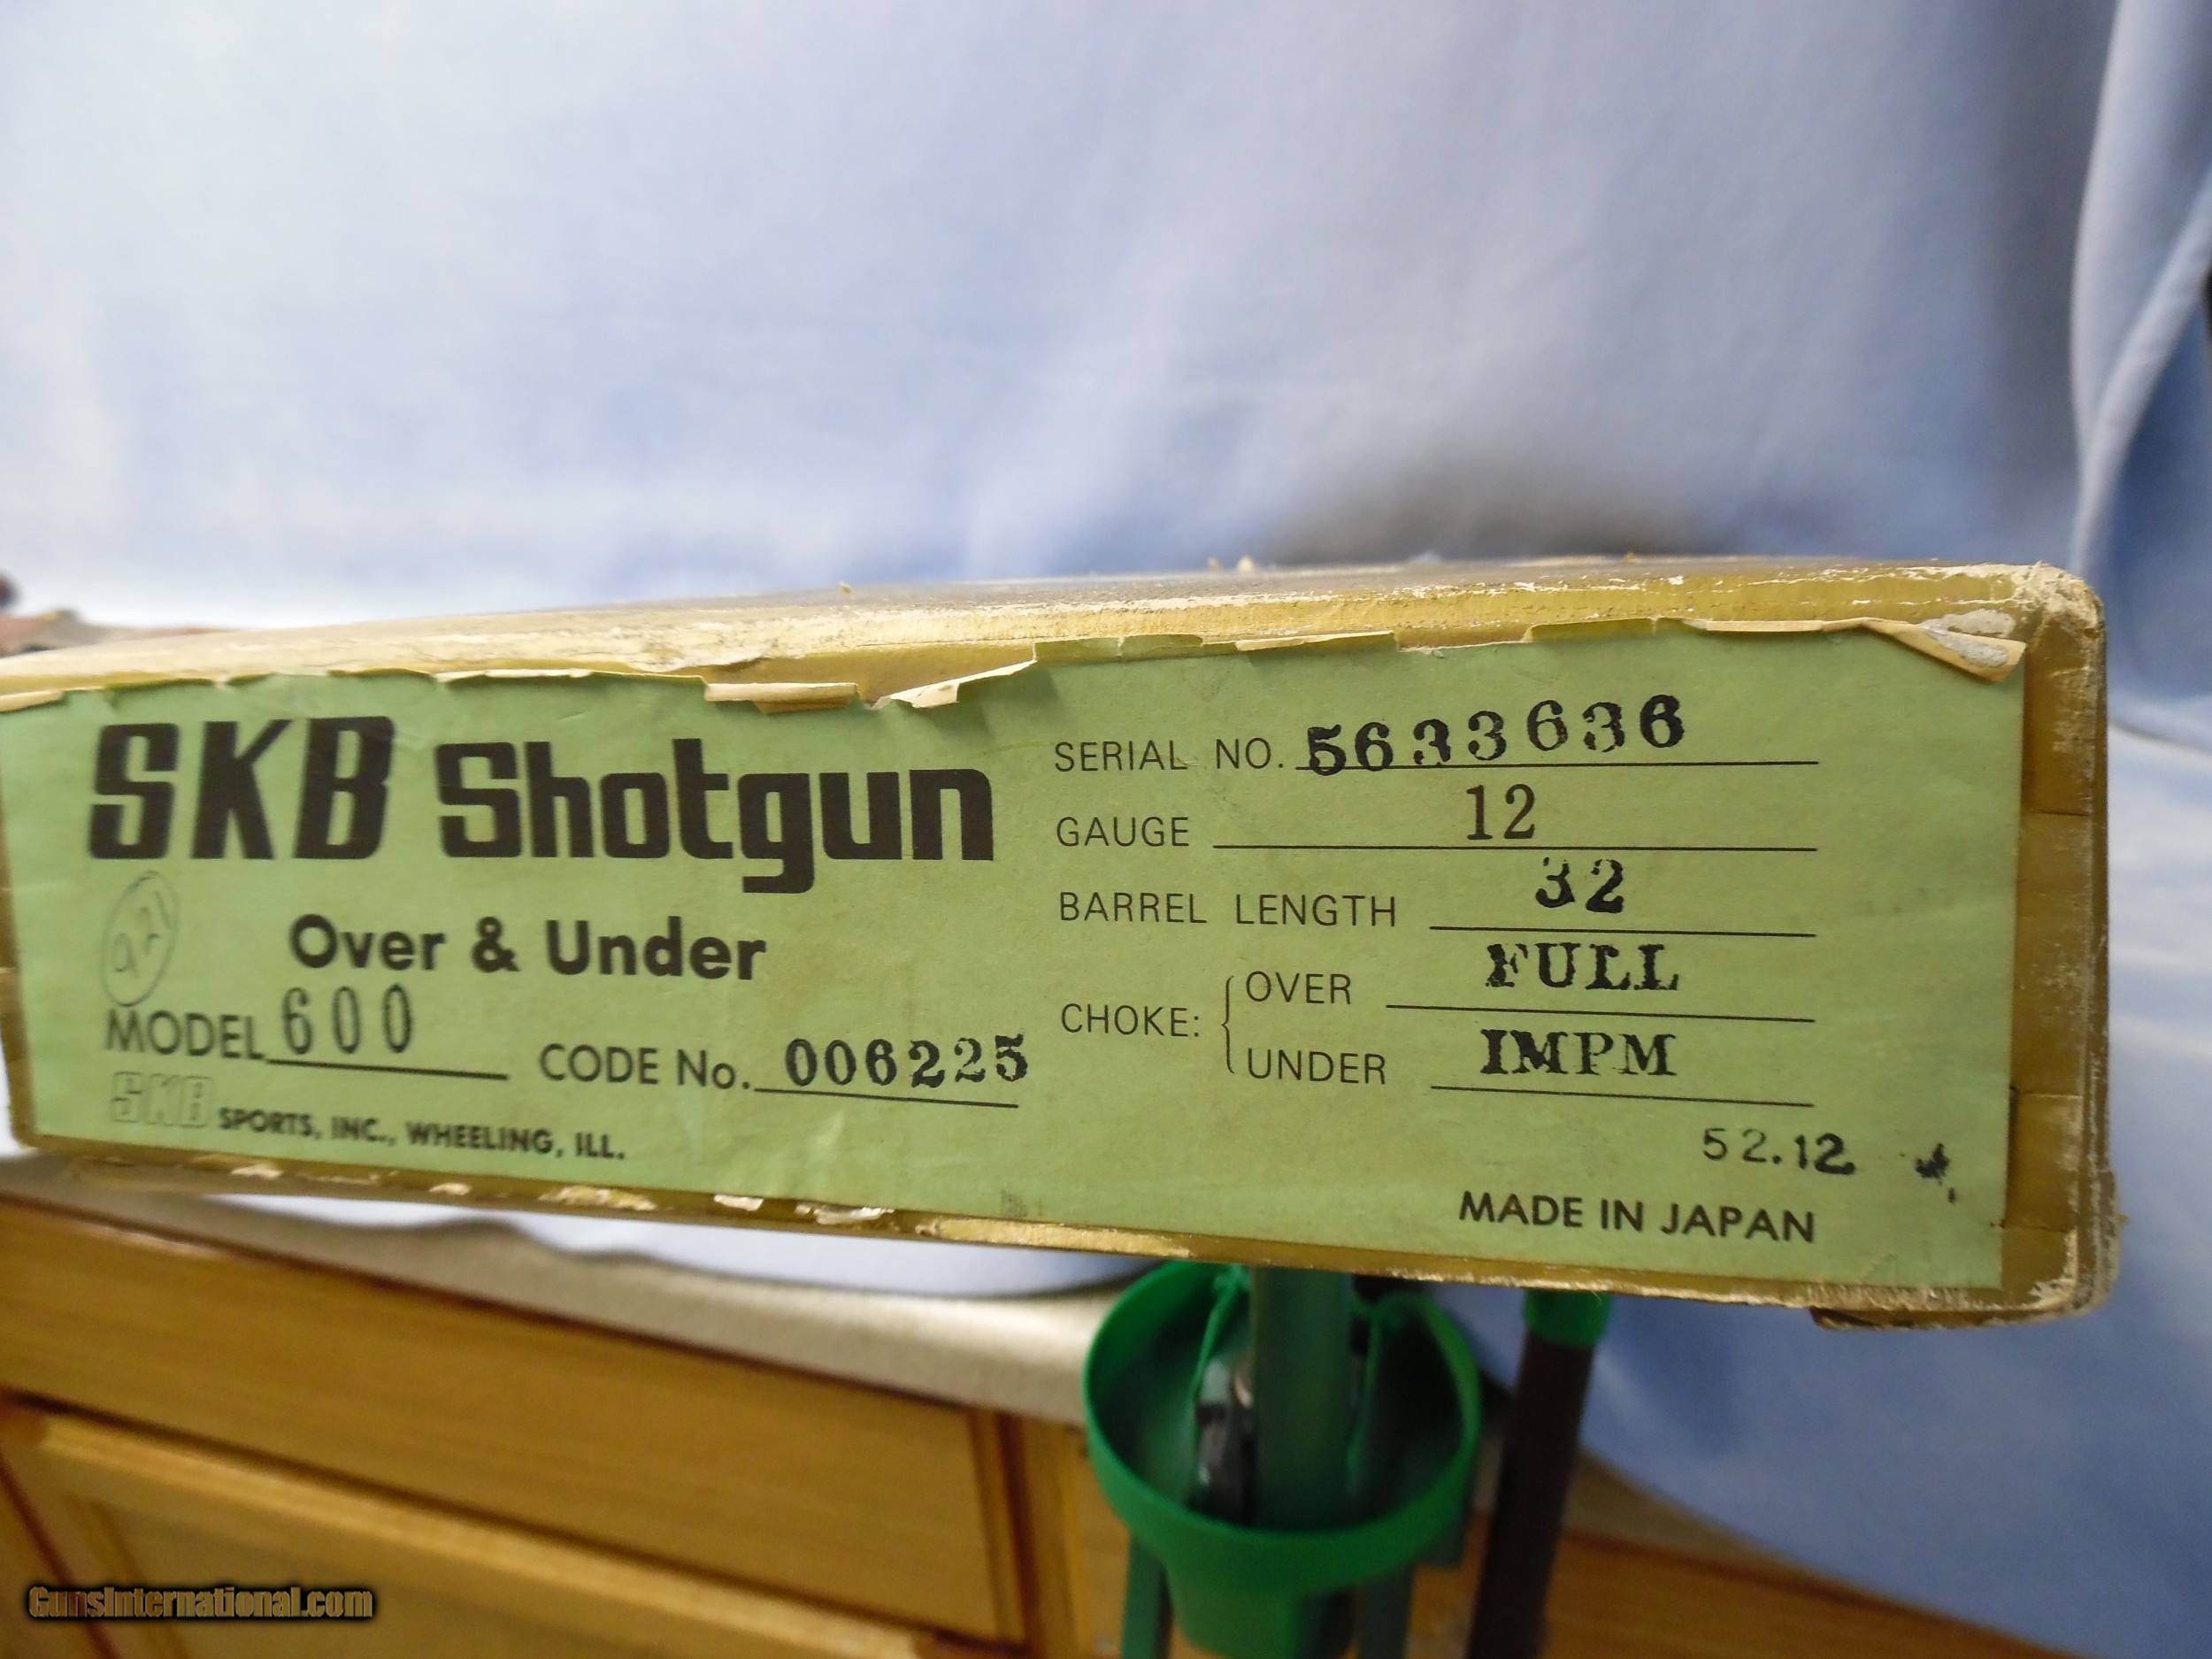 SKB Shotgun
921
Over & Under
MODEL 600
CODE No. 006225
SKB SPORTS, INC., WHEELING, ILL.
SERIAL NO. 5633636
GAUGE 12
BARREL LENGTH 32
CHOKE: OVER FULL
UNDER IMPM
52.12
MADE IN JAPAN
GunsInternational.com